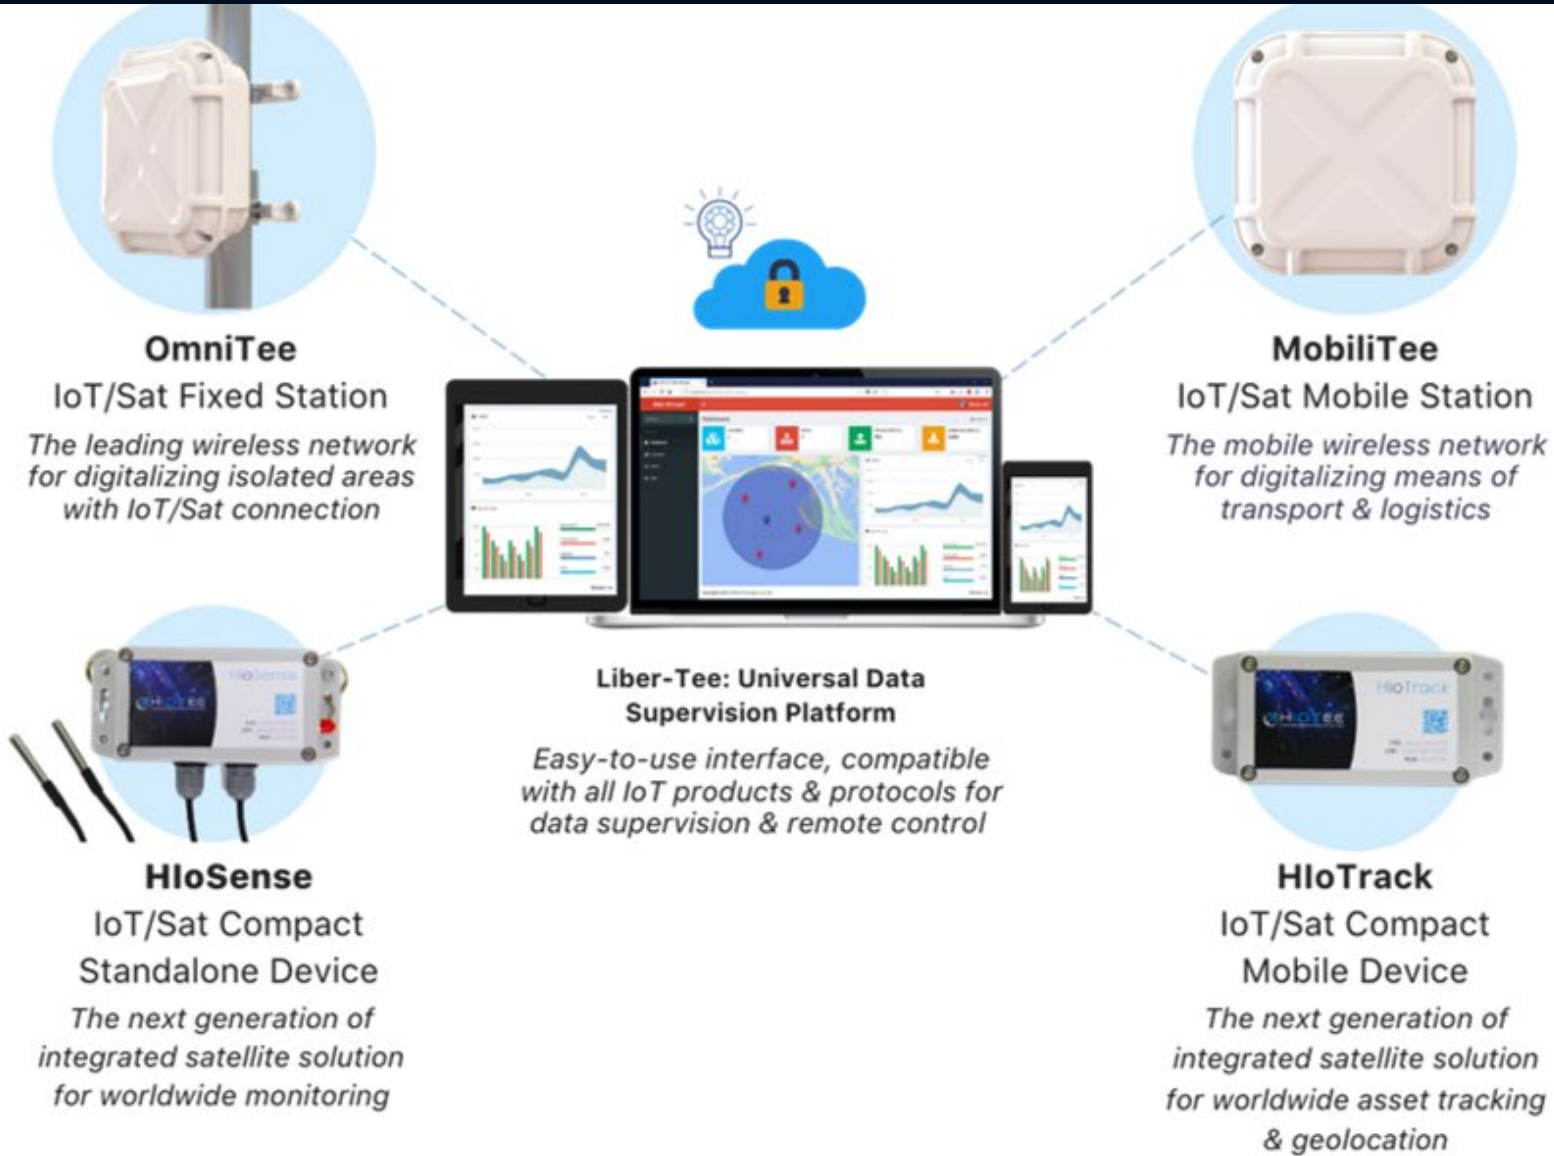 OmniTee
IoT/Sat Fixed Station
The leading wireless network
for digitalizing isolated areas
with IoT/Sat connection
MobiliTee
IoT/Sat Mobile Station
The mobile wireless network
for digitalizing means of
transport & logistics
Liber-Tee: Universal Data
Supervision Platform
Easy-to-use interface, compatible
with all IoT products & protocols for
data supervision & remote control
HIoSense
HIOTEE
HIoSense
IoT/Sat Compact
Standalone Device
The next generation of
integrated satellite solution
for worldwide monitoring
HIoTrack
HIOTEE
HIoTrack
IoT/Sat Compact
Mobile Device
The next generation of
integrated satellite solution
for worldwide asset tracking
& geolocation